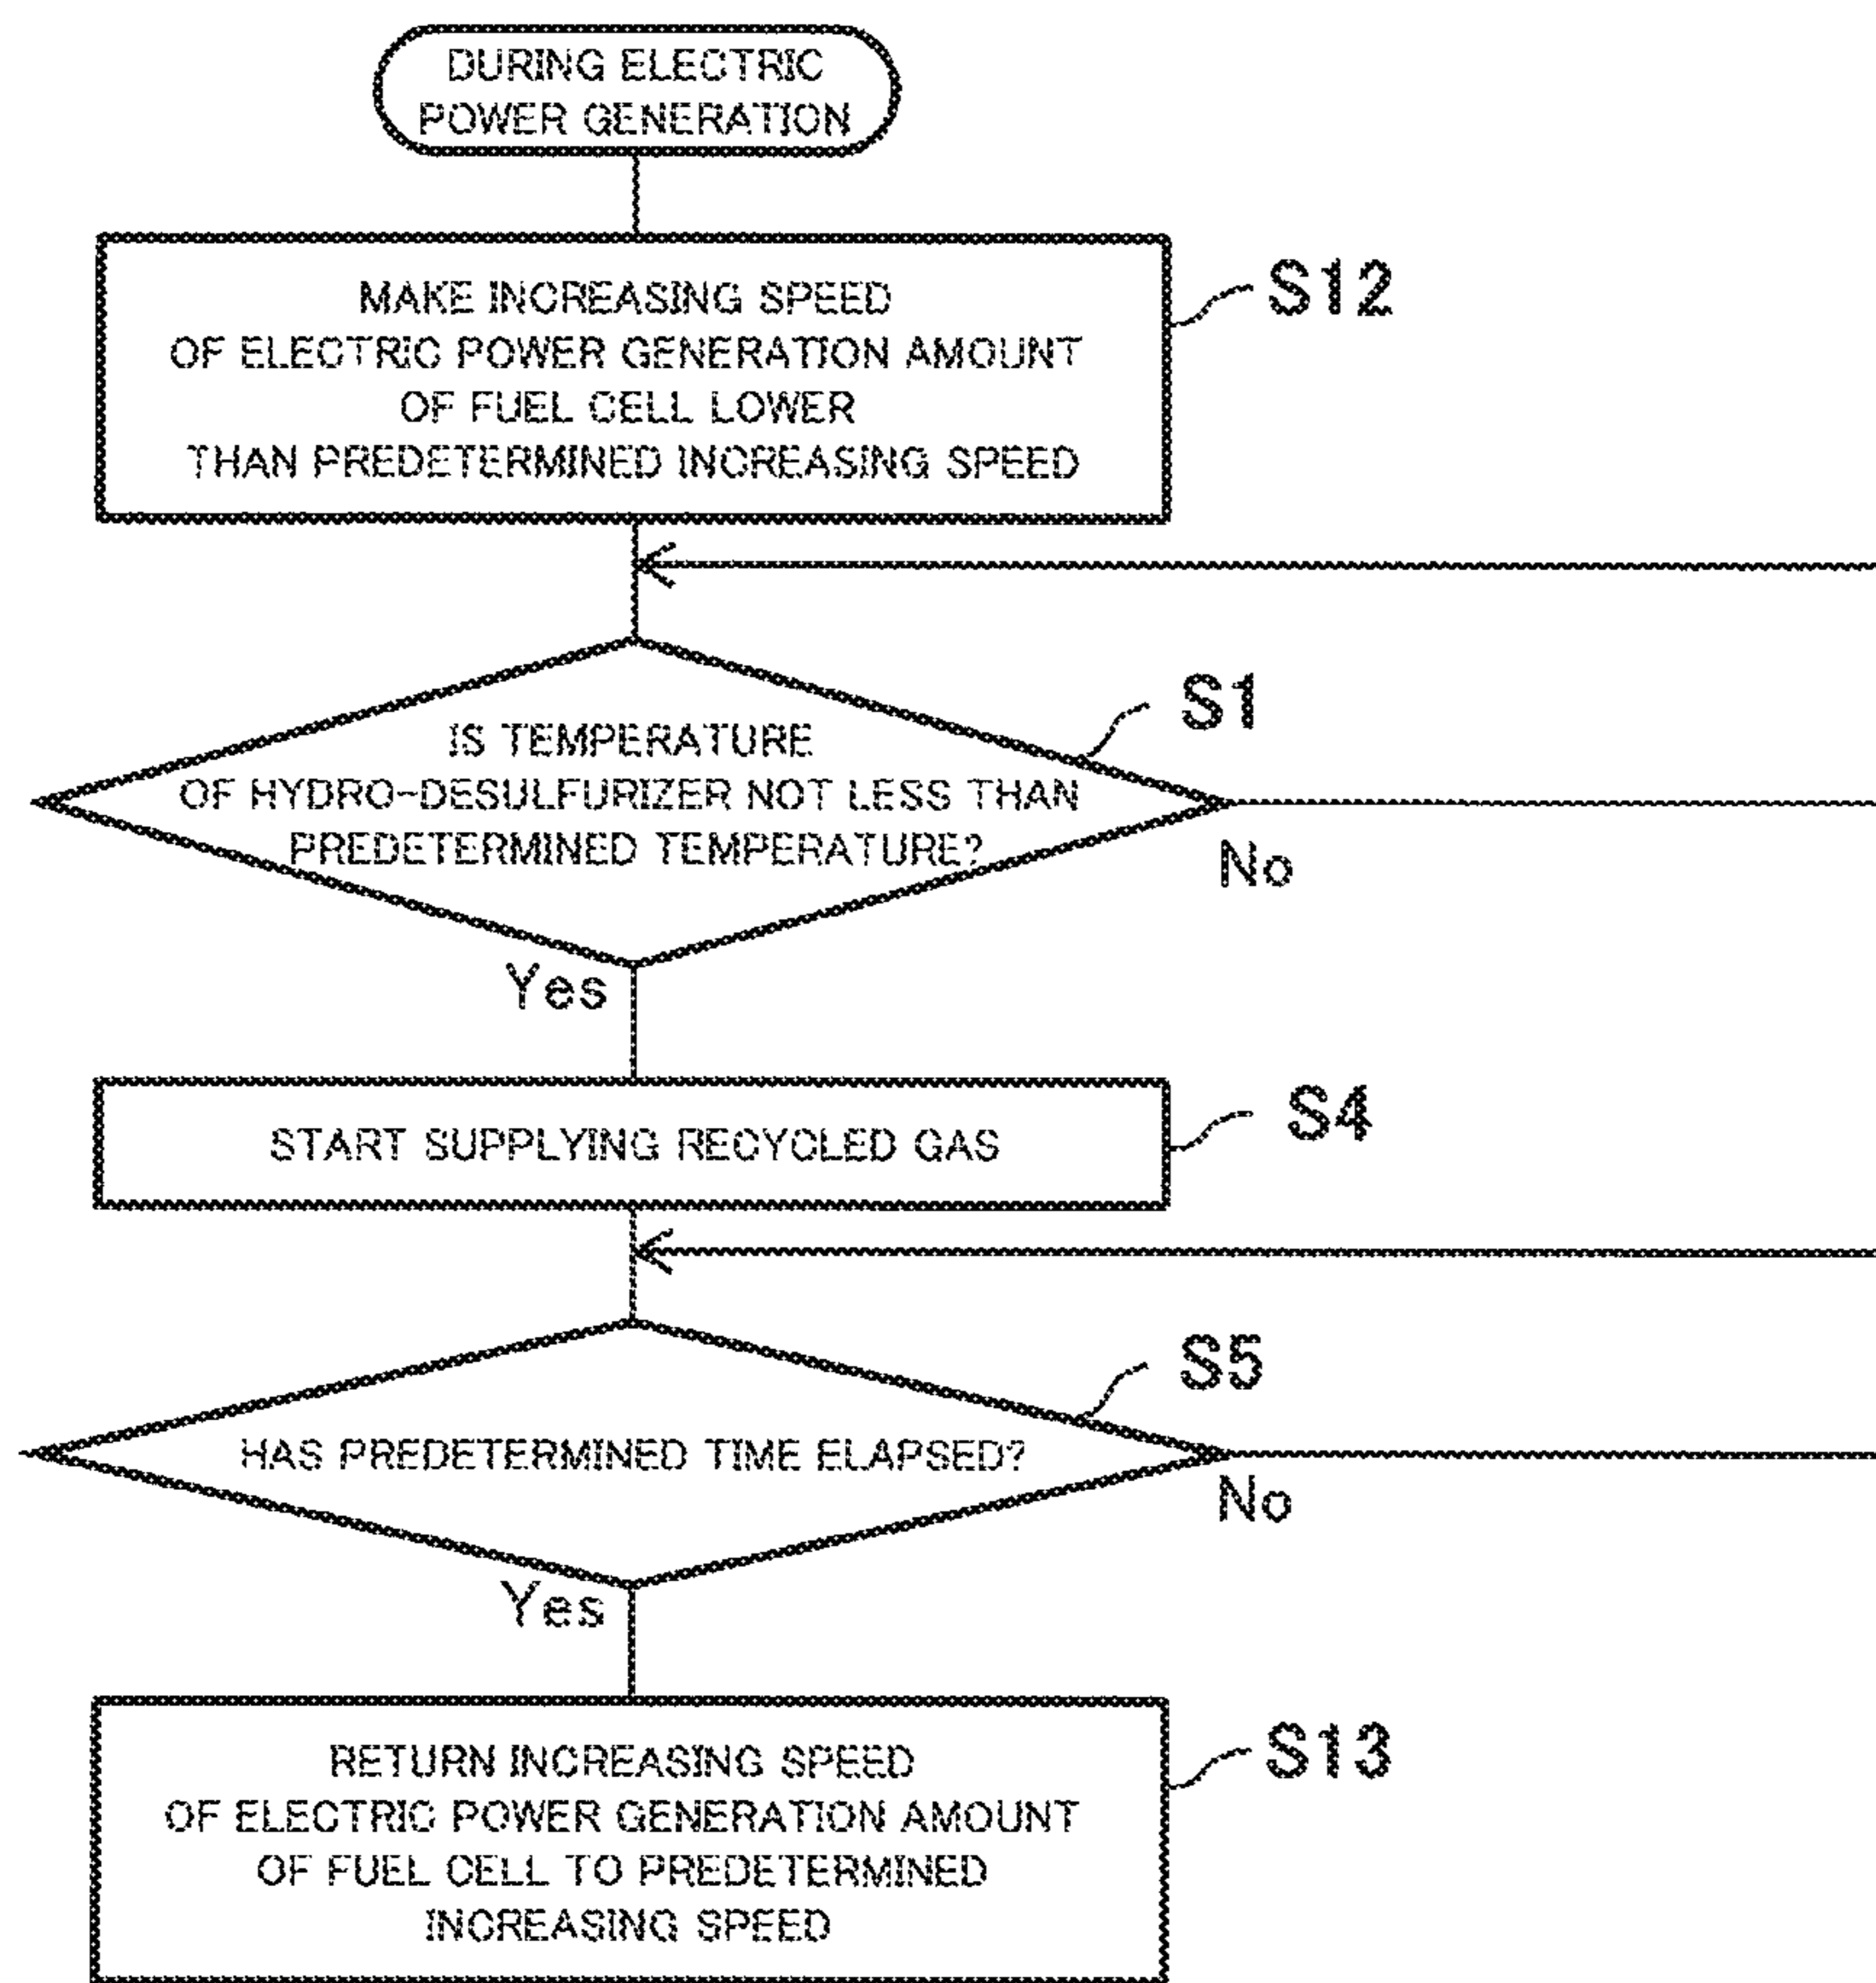 DURING ELECTRIC
POWER GENERATION
MAKE INCREASING SPEED
OF ELECTRIC POWER GENERATION AMOUNT
OF FUEL CELL LOWER
THAN PREDETERMINED INCREASING SPEED
S12
IS TEMPERATURE
OF HYDRO-DESULFURIZER NOT LESS THAN
PREDETERMINED TEMPERATURE?
S1
No
Yes
START SUPPLYING RECYCLED GAS
S4
HAS PREDETERMINED TIME ELAPSED?
S5
No
Yes
RETURN INCREASING SPEED
OF ELECTRIC POWER GENERATION AMOUNT
OF FUEL CELL TO PREDETERMINED
INCREASING SPEED
S13